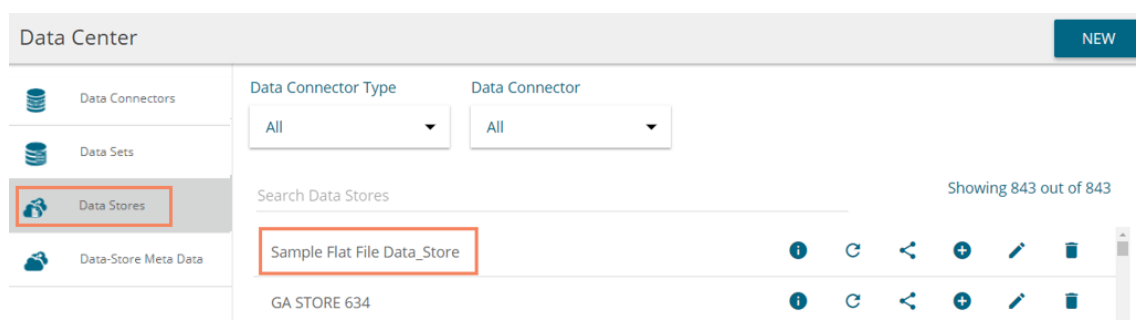 Data Center
NEW
Data Connectors
Data Sets
Data Stores
Data-Store Meta Data
Data Connector Type
Data Connector
All
All
Search Data Stores
Showing 843 out of 843
Sample Flat File Data_Store
GA STORE 634